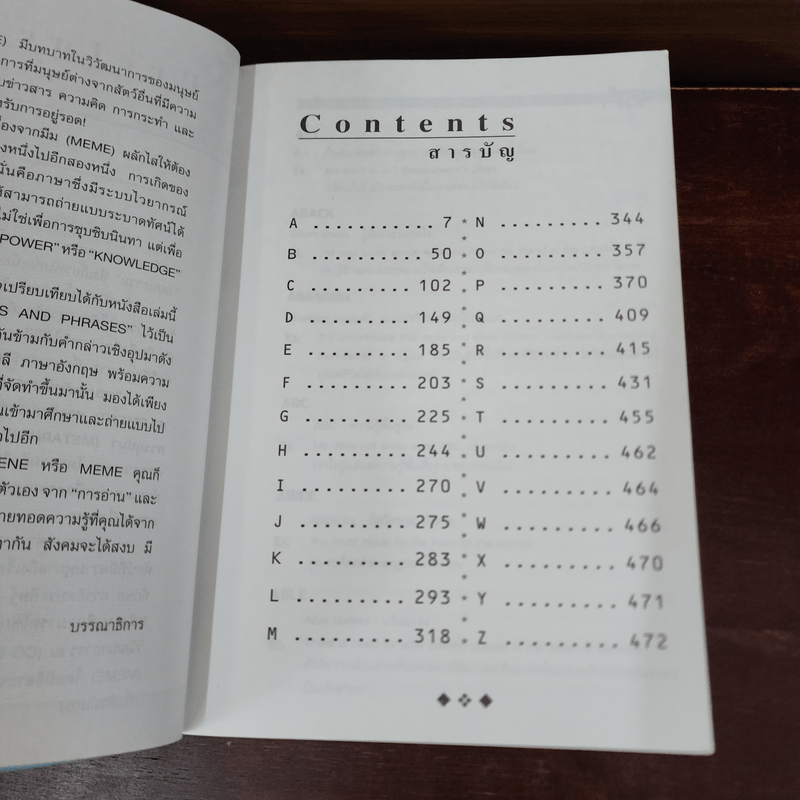 มีบทบาทในวิวัฒนาการของมนุษย์
การที่มนุษย์ต่างจากสัตว์อื่นที่มีความ
ข่าวสาร ความคิด การกระทำ และ
รับการอยู่รอด!
องจากมีม (MEME) ผลักไสให้ต้อง
งหนึ่งไปอีกสองหนึ่ง การเกิดของ
นั่นคือภาษาซึ่งมีระบบไวยากรณ์
สามารถถ่ายแบบระบาดทัศน์ได้
ไม่ใช่เพื่อการซุบซิบนินทา แต่เพื่อ
POWER" หรือ "KNOWLEDGE"
เปรียบเทียบได้กับหนังสือเล่มนี้
S AND PHRASES" ไว้เป็น
กันข้ามกับคำกล่าวเชิงอุปมาดัง
ลี ภาษาอังกฤษ พร้อมความ
ที่จัดทำขึ้นมานั้น มองได้เพียง
นเข้ามาศึกษาและถ่ายแบบไป
ไปอีก
ENE หรือ MEME คุณก็
ตัวเอง จาก "การอ่าน" และ
ายทอดความรู้ที่คุณได้จาก
ากัน สังคมจะได้สงบ มี
บรรณาธิการ
Contents
สารบัญ
A ............ 7 * N ......... 344
B ............ 50 * O ......... 357
C ............ 102 * P ......... 370
D ............ 149 * Q ......... 409
E ............ 185 * R ......... 415
F ............ 203 * S ......... 431
G ............ 225 * T ......... 455
H ............ 244 * U ......... 462
I ............ 270 * V ......... 464
J ............ 275 * W ......... 466
K ............ 283 * X ......... 470
L ............ 293 * Y ......... 471
M ............ 318 * Z ......... 472